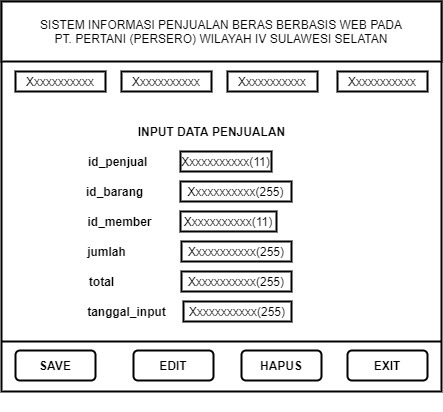 SISTEM INFORMASI PENJUALAN BERAS BERBASIS WEB PADA
PT. PERTANI (PERSERO) WILAYAH IV SULAWESI SELATAN
Xxxxxxxxxxx Xxxxxxxxxxx Xxxxxxxxxxx Xxxxxxxxxxx
INPUT DATA PENJUALAN
id_penjual Xxxxxxxxxxx(11)
id_barang Xxxxxxxxxxx(255)
id_member Xxxxxxxxxxx(11)
jumlah Xxxxxxxxxxx(255)
total Xxxxxxxxxxx(255)
tanggal_input Xxxxxxxxxxx(255)
SAVE EDIT HAPUS EXIT